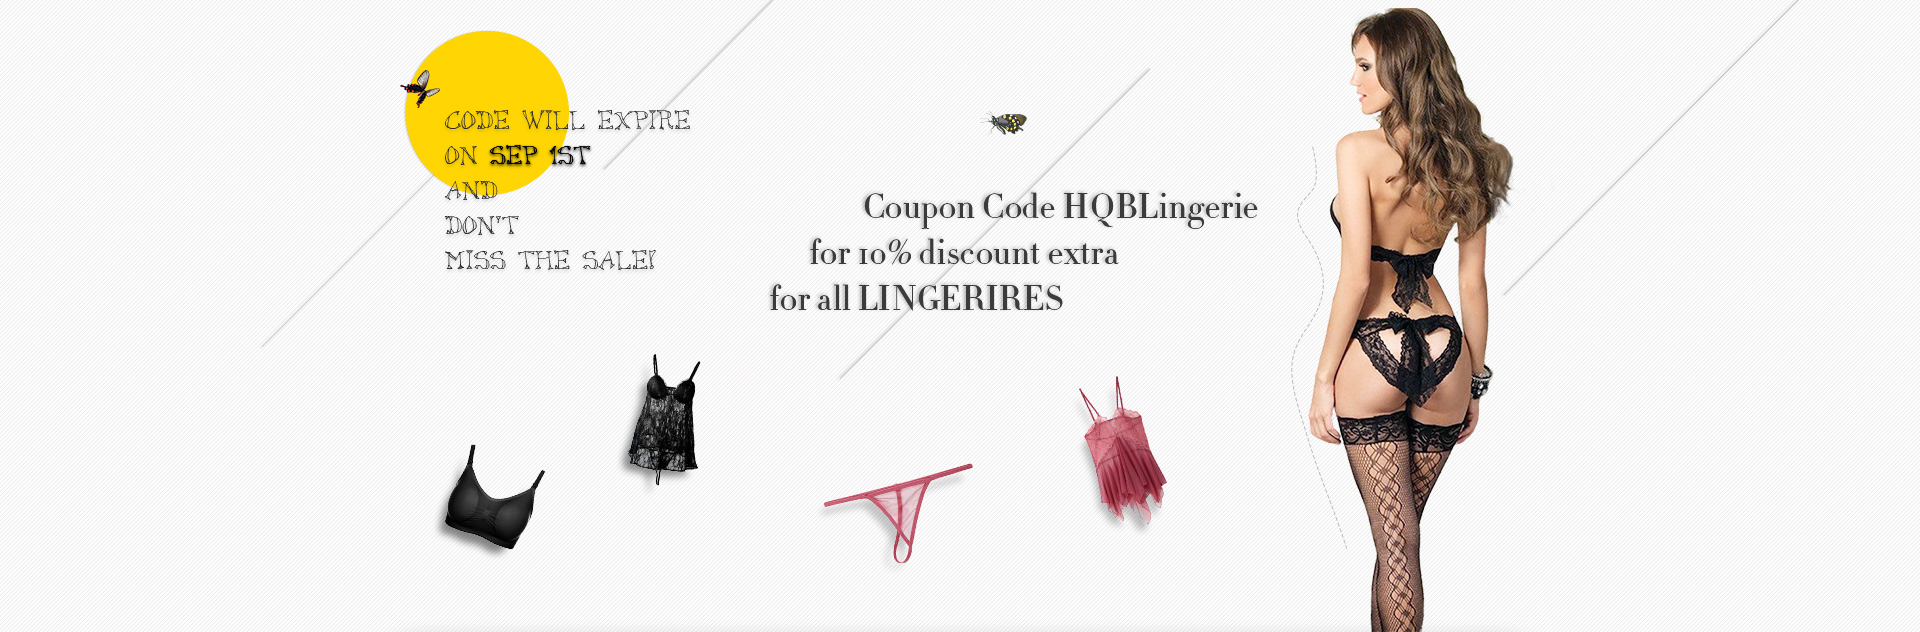 CODE WILL EXPIRE
ON SEP 1ST
AND
DON'T
MISS THE SALE!
Coupon Code HQBLingerie
for 10% discount extra
for all LINGERIRES